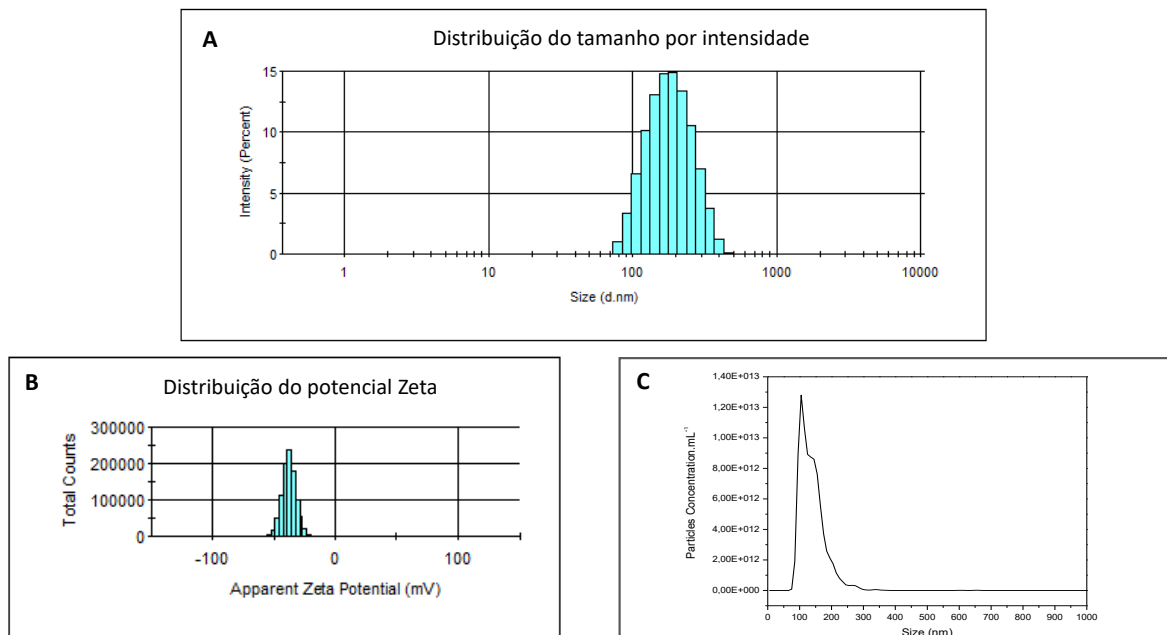 A
Distribuição do tamanho por intensidade
15
10
5
0
Intensity (Percent)
1 10 100 1000 10000
Size (d.nm)
B
Distribuição do potencial Zeta
300000
200000
100000
0
Total Counts
-100 0 100
Apparent Zeta Potential (mV)
C
1,40E+013
1,20E+013
1,00E+013
8,00E+012
6,00E+012
4,00E+012
2,00E+012
0,00E+000
Particles Concentration.mL⁻¹
0 100 200 300 400 500 600 700 800 900 1000
Size (nm)